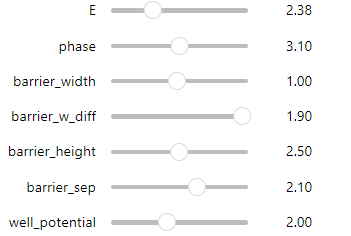 E 2.38
phase 3.10
barrier_width 1.00
barrier_w_diff 1.90
barrier_height 2.50
barrier_sep 2.10
well_potential 2.00